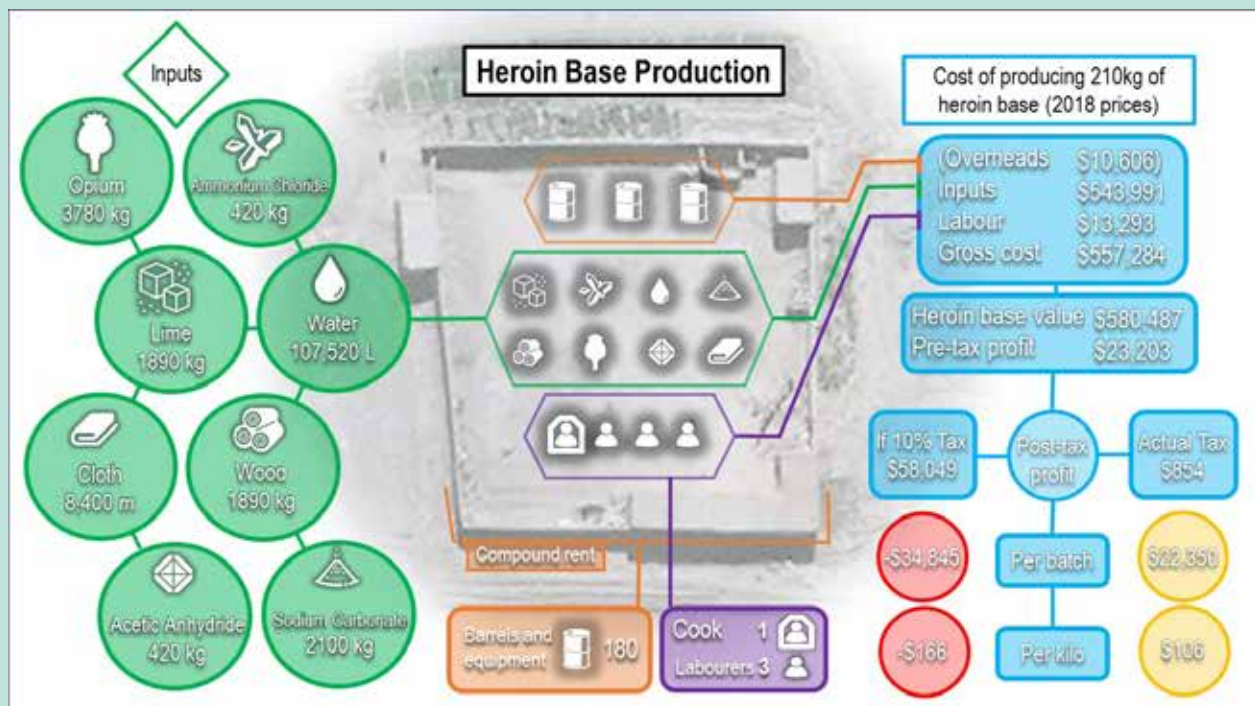 Inputs
Opium
3780 kg
Ammonium Chloride
420 kg
Lime
1890 kg
Water
107,520 L
Cloth
8,400 m
Wood
1890 kg
Acetic Anhydride
420 kg
Sodium Carbonate
2100 kg
Heroin Base Production
Compound rent
Barrels and
equipment
180
Cook 1
Labourers 3
Cost of producing 210kg of
heroin base (2018 prices)
(Overheads $10,606)
Inputs $543,991
Labour $13,293
Gross cost $557,284
Heroin base value $580,487
Pre-tax profit $23,203
If 10% Tax
$58,049
Post-tax
profit
Actual Tax
$854
-$34,845
Per batch
$22,350
-$166
Per kilo
$106